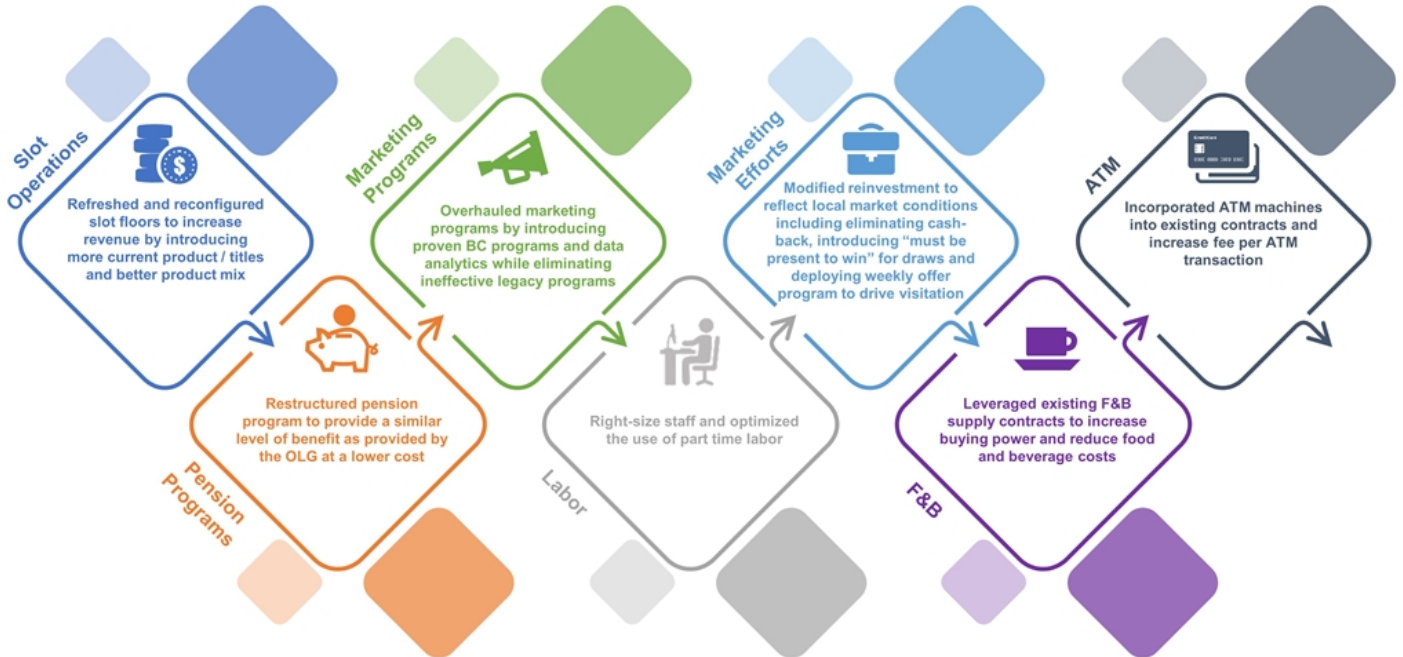 Slot
Operations
Refreshed and reconfigured
slot floors to increase
revenue by introducing
more current product / titles
and better product mix
Pension
Programs
Restructured pension
program to provide a similar
level of benefit as provided by
the OLG at a lower cost
Marketing
Programs
Overhauled marketing
programs by introducing
proven BC programs and data
analytics while eliminating
ineffective legacy programs
Labor
Right-size staff and optimized
the use of part time labor
Marketing
Efforts
Modified reinvestment to
reflect local market conditions
including eliminating cash-
back, introducing “must be
present to win” for draws and
deploying weekly offer
program to drive visitation
F&B
Leveraged existing F&B
supply contracts to increase
buying power and reduce food
and beverage costs
ATM
Incorporated ATM machines
into existing contracts and
increase fee per ATM
transaction